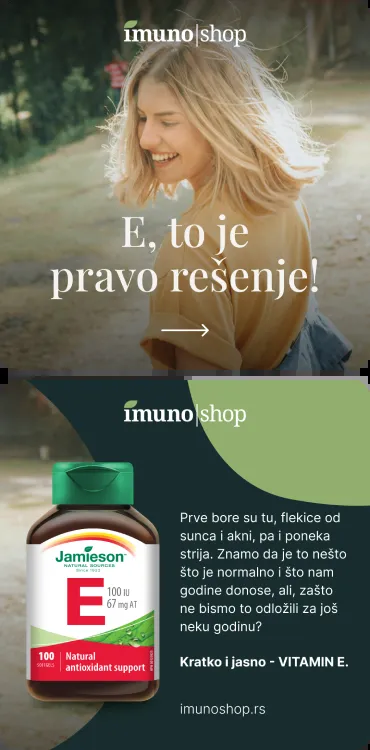 imuno|shop
E, to je
pravo rešenje!
imuno|shop
Prve bore su tu, flekice od
sunca i akni, pa i poneka
strija. Znamo da je to nešto
što je normalno i što nam
godine donose, ali, zašto
ne bismo to odložili za još
neku godinu?
Kratko i jasno - VITAMIN E.
imunoshop.rs
Jamieson
NATURAL SOURCES
SINCE 1922
E
100 IU
67 mg AT
100
SOFTGELS
Natural
antioxidant support